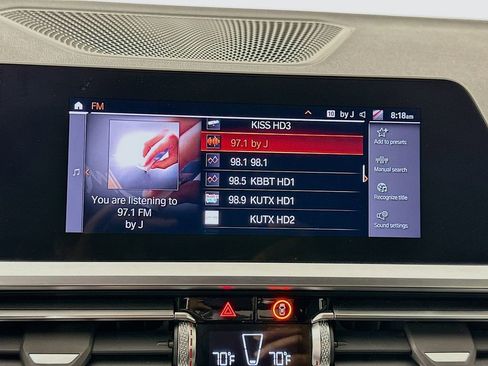 FM
10 by J 8:18am
KISS HD3
97.1 by J
98.1 98.1
98.5 KBBT HD1
98.9 KUTX HD1
KUTX HD2
You are listening to
97.1 FM
by J
Add to presets
Manual search
Recognize title
Sound settings
70°F
70°F